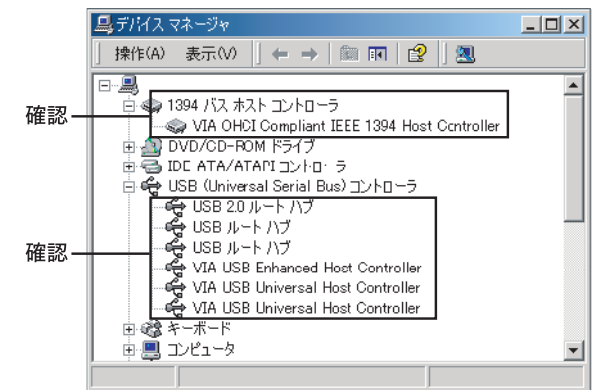 デバイス マネージャ
操作(A) 表示(V)
確認
1394 バス ホスト コントローラ
VIA OHCI Compliant IEEE 1394 Host Controller
DVD/CD-ROM ドライブ
IDE ATA/ATAPI コントローラ
USB (Universal Serial Bus) コントローラ
確認
USB 2.0 ルート ハブ
USB ルート ハブ
USB ルート ハブ
VIA USB Enhanced Host Controller
VIA USB Universal Host Controller
VIA USB Universal Host Controller
キーボード
コンピュータ